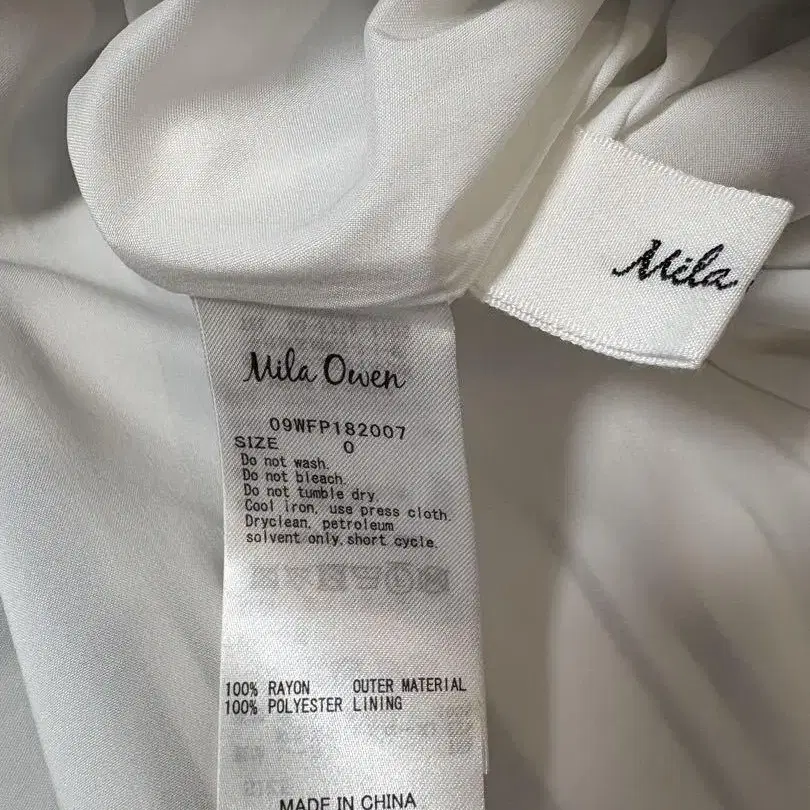 Mila
Mila Owen
09WFP182007
SIZE 0
Do not wash.
Do not bleach.
Do not tumble dry.
Cool iron, use press cloth.
Dryclean, petroleum
solvent only,short cycle.
100% RAYON OUTER MATERIAL
100% POLYESTER LINING
MADE IN CHINA